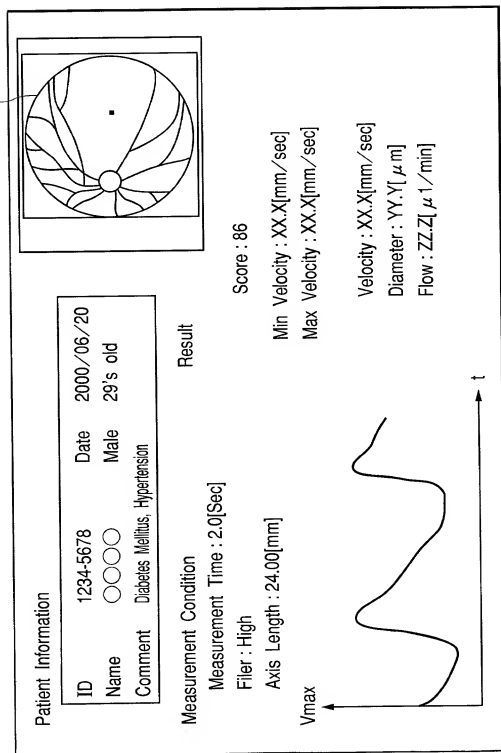 Patient Information
ID 1234-5678 Date 2000/06/20
Name ○○○○ Male 29's old
Comment Diabetes Mellitus, Hypertension
Measurement Condition
Measurement Time : 2.0[Sec]
Filer : High
Axis Length : 24.00[mm]
Result
Score : 86
Min Velocity : XX.X[mm/sec]
Max Velocity : XX.X[mm/sec]
Velocity : XX.X[mm/sec]
Diameter : YY.Y[μm]
Flow : ZZ.Z[μ1/min]
Vmax
t